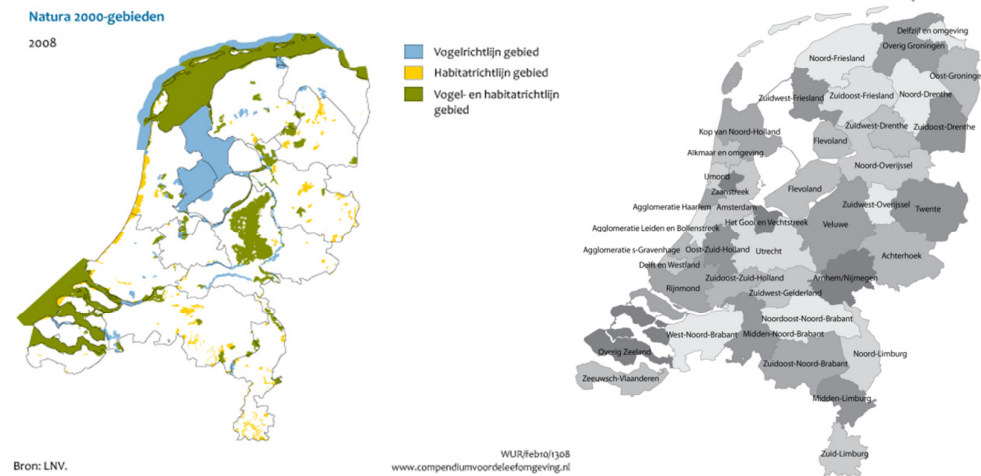 Natura 2000-gebieden
2008
Vogelrichtlijn gebied
Habitatrichtlijn gebied
Vogel- en habitatrichtlijn
gebied
Bron: LNV.
WUR/feb10/1308
www.compendiumvoordeleefomgeving.nl
Delfzijl en omgeving
Overig Groningen
Noord-Friesland
Oost-Groninge
Zuidwest-Friesland
Zuidoost-Friesland
Noord-Drenthe
Kop van Noord-Holland
Zuidwest-Drenthe
Zuidoost-Drenthe
Flevoland
Alkmaar en omgeving
Noord-Overijssel
IJmond
Zaanstreek
Flevoland
Agglomeratie Haarlem
Amsterdam
Zuidwest-Overijssel
Twente
Het Gooi en Vechtstreek
Veluwe
Agglomeratie Leiden en Bollenstreek
Agglomeratie s-Gravenhage
Oost-Zuid-Holland
Utrecht
Achterhoek
Delft en Westland
Zuidoost-Zuid-Holland
Arnhem/Nijmegen
Rijnmond
Zuidwest-Gelderland
Noordoost-Noord-Brabant
West-Noord-Brabant
Midden-Noord-Brabant
Overig Zeeland
Noord-Limburg
Zuidoost-Noord-Brabant
Zeeuwsch-Vlaanderen
Midden-Limburg
Zuid-Limburg